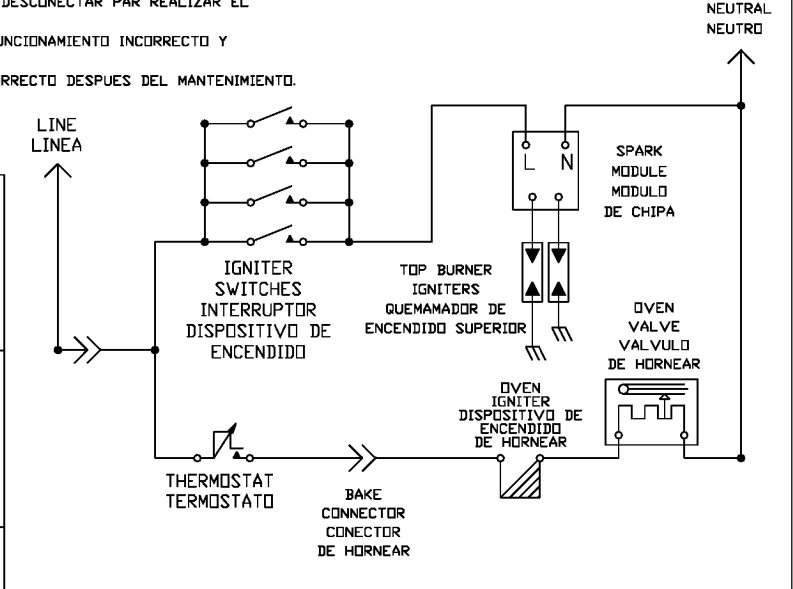 DESCONECTAR PAR REALIZAR EL
UNCIONAMIENTO INCORRECTO Y
RRECTO DESPUES DEL MANTENIMIENTO.
NEUTRAL
NEUTRO
LINE
LINEA
L N
SPARK
MODULE
MODULO
DE CHIPA
IGNITER
SWITCHES
INTERRUPTOR
DISPOSITIVO DE
ENCENDIDO
TOP BURNER
IGNITERS
QUEMAMADOR DE
ENCENDIDO SUPERIOR
OVEN
VALVE
VALVULO
DE HORNEAR
OVEN
IGNITER
DISPOSITIVO DE
ENCENDIDO
DE HORNEAR
THERMOSTAT
TERMOSTATO
BAKE
CONNECTOR
CONECTOR
DE HORNEAR